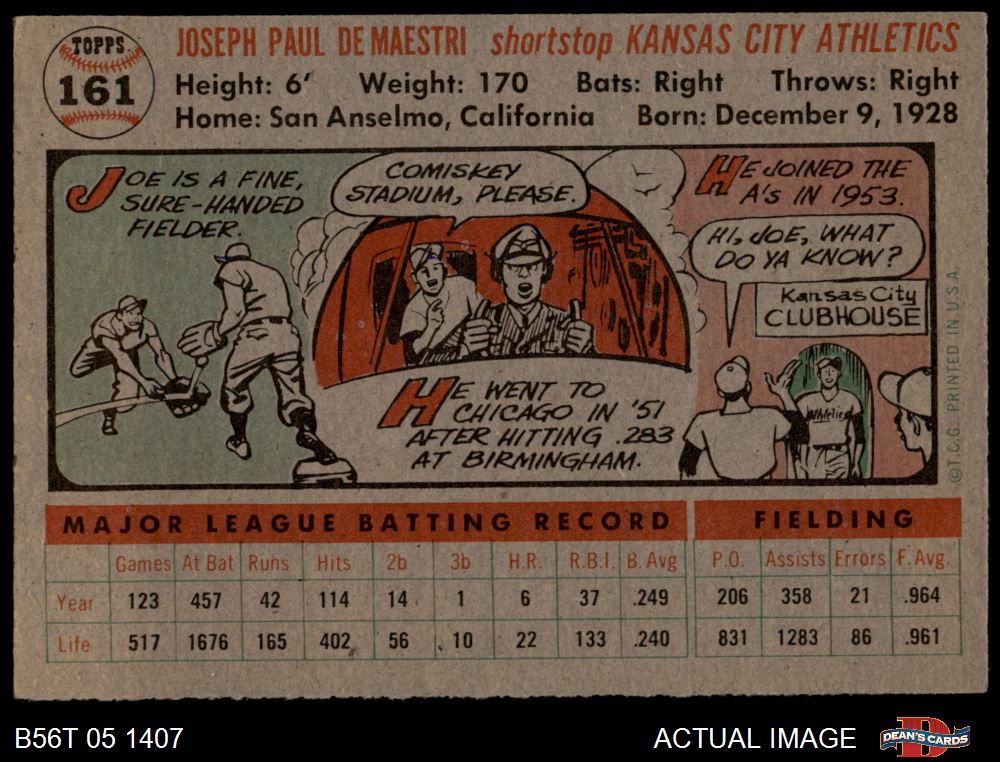 TOPPS
161
JOSEPH PAUL DE MAESTRI shortstop KANSAS CITY ATHLETICS
Height: 6' Weight: 170 Bats: Right Throws: Right
Home: San Anselmo, California Born: December 9, 1928
JOE IS A FINE,
SURE-HANDED
FIELDER.
COMISKEY
STADIUM, PLEASE.
HE WENT TO
CHICAGO IN '51
AFTER HITTING .283
AT BIRMINGHAM.
HE JOINED THE
A'S IN 1953.
HI, JOE, WHAT
DO YA KNOW?
Kansas City
CLUBHOUSE
Athletics
©T.C.G. PRINTED IN U.S.A.
MAJOR LEAGUE BATTING RECORD FIELDING
Games At Bat Runs Hits 2b 3b H.R. R.B.I. B. Avg P.O. Assists Errors F. Avg.
Year 123 457 42 114 14 1 6 37 .249 206 358 21 .964
Life 517 1676 165 402 56 10 22 133 .240 831 1283 86 .961
B56T 05 1407 ACTUAL IMAGE DEAN'S CARDS